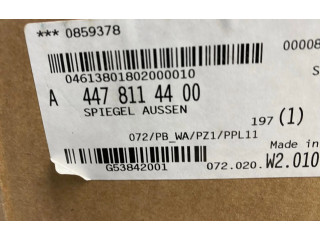 *** 0859378
00008
04613801802000010
S
A 447 811 44 00
SPIEGEL AUSSEN
197 (1)
072/PB_WA/PZ1/PPL11
Made in
G53842001
072.020.
W2.010